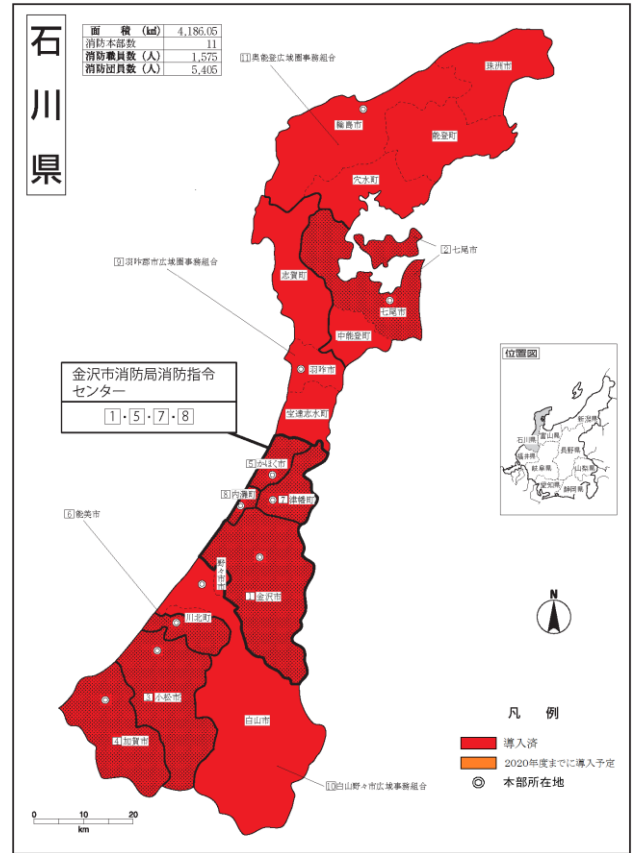 石川県
面　積 (㎢) 4,186.05
消防本部数 11
消防職員数（人） 1,575
消防団員数（人） 5,405
11奥能登広域圏事務組合
珠洲市
輪島市
能登町
穴水町
2七尾市
9羽咋郡市広域圏事務組合
志賀町
七尾市
中能登町
金沢市消防局消防指令
センター
1・5・7・8
羽咋市
宝達志水町
位置図
新潟県
石川県
富山県
福井県
長野県
岐阜県
山梨県
愛知県
静岡県
5かほく市
8内灘町
7津幡町
6能美市
野々市市
1金沢市
川北町
3小松市
白山市
4加賀市
10白山野々市広域事務組合
N
凡　例
導入済
2020年度までに導入予定
◎ 本部所在地
0 10 20
km